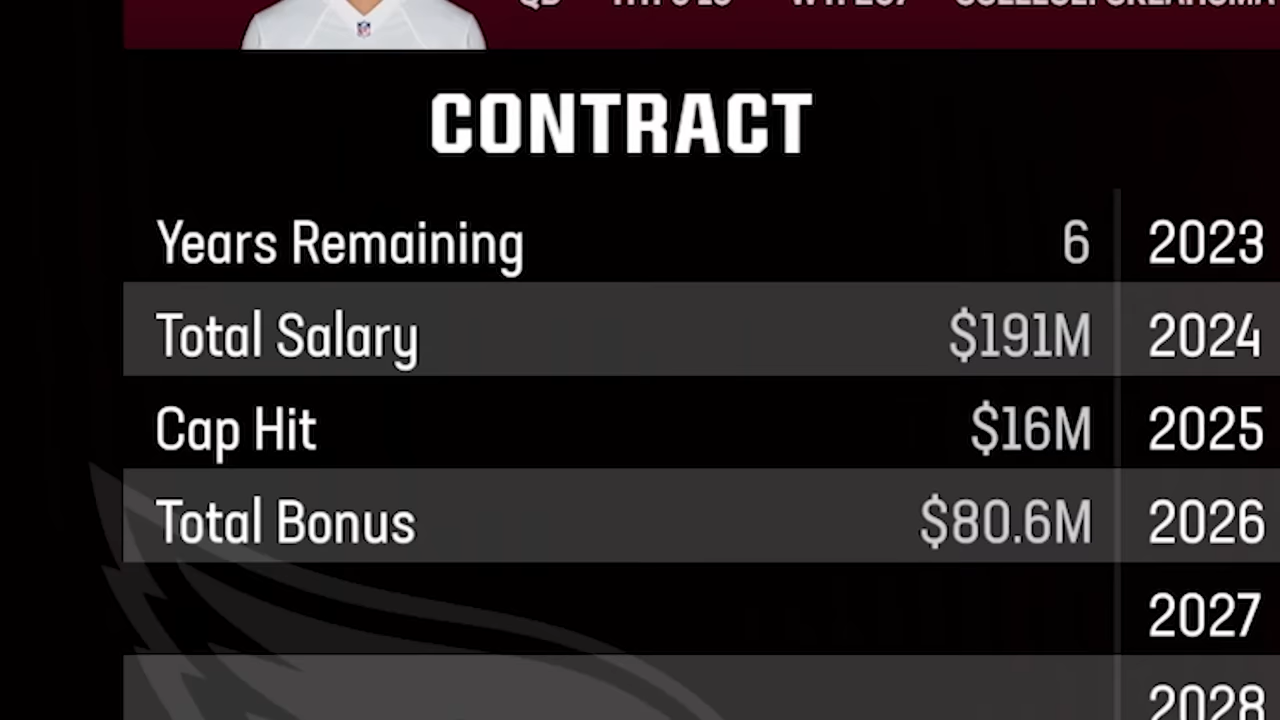 CONTRACT
Years Remaining 6 2023
Total Salary $191M 2024
Cap Hit $16M 2025
Total Bonus $80.6M 2026
2027
2028